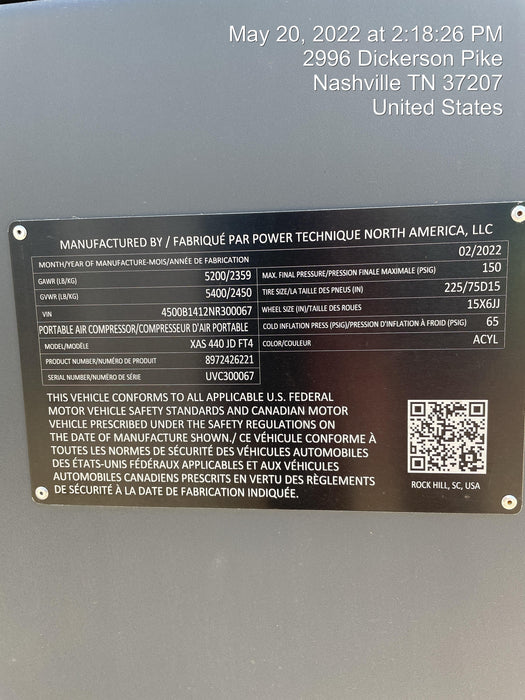 May 20, 2022 at 2:18:26 PM
2996 Dickerson Pike
Nashville TN 37207
United States
MANUFACTURED BY / FABRIQUÉ PAR POWER TECHNIQUE NORTH AMERICA, LLC
MONTH/YEAR OF MANUFACTURE-MOIS/ANNÉE DE FABRICATION 02/2022
GAWR (LB/KG) 5200/2359 MAX. FINAL PRESSURE/PRESSION FINALE MAXIMALE (PSIG) 150
GVWR (LB/KG) 5400/2450 TIRE SIZE/LA TAILLE DES PNEUS (IN) 225/75D15
VIN 4500B1412NR300067 WHEEL SIZE (IN)/TAILLE DES ROUES 15X6JJ
PORTABLE AIR COMPRESSOR/COMPRESSEUR D'AIR PORTABLE COLD INFLATION PRESS (PSIG)/PRESSION D'INFLATION À FROID (PSIG) 65
MODEL/MODÈLE XAS 440 JD FT4 COLOR/COULEUR ACYL
PRODUCT NUMBER/NUMÉRO DE PRODUIT 8972426221
SERIAL NUMBER/NUMÉRO DE SÉRIE UVC300067
THIS VEHICLE CONFORMS TO ALL APPLICABLE U.S. FEDERAL
MOTOR VEHICLE SAFETY STANDARDS AND CANADIAN MOTOR
VEHICLE PRESCRIBED UNDER THE SAFETY REGULATIONS ON
THE DATE OF MANUFACTURE SHOWN./ CE VÉHICULE CONFORME À
TOUTES LES NORMES DE SÉCURITÉ DES VÉHICULES AUTOMOBILES
DES ÉTATS-UNIS FÉDÉRAUX APPLICABLES ET AUX VÉHICULES
AUTOMOBILES CANADIENS PRESCRITS EN VERTU DES RÈGLEMENTS
DE SÉCURITÉ À LA DATE DE FABRICATION INDIQUÉE.
ROCK HILL, SC, USA